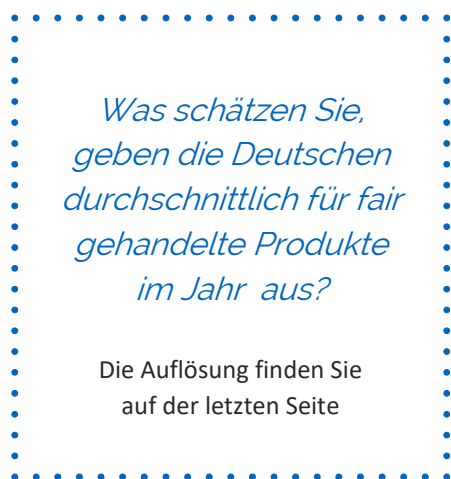 Was schätzen Sie,
geben die Deutschen
durchschnittlich für fair
gehandelte Produkte
im Jahr aus?
Die Auflösung finden Sie
auf der letzten Seite